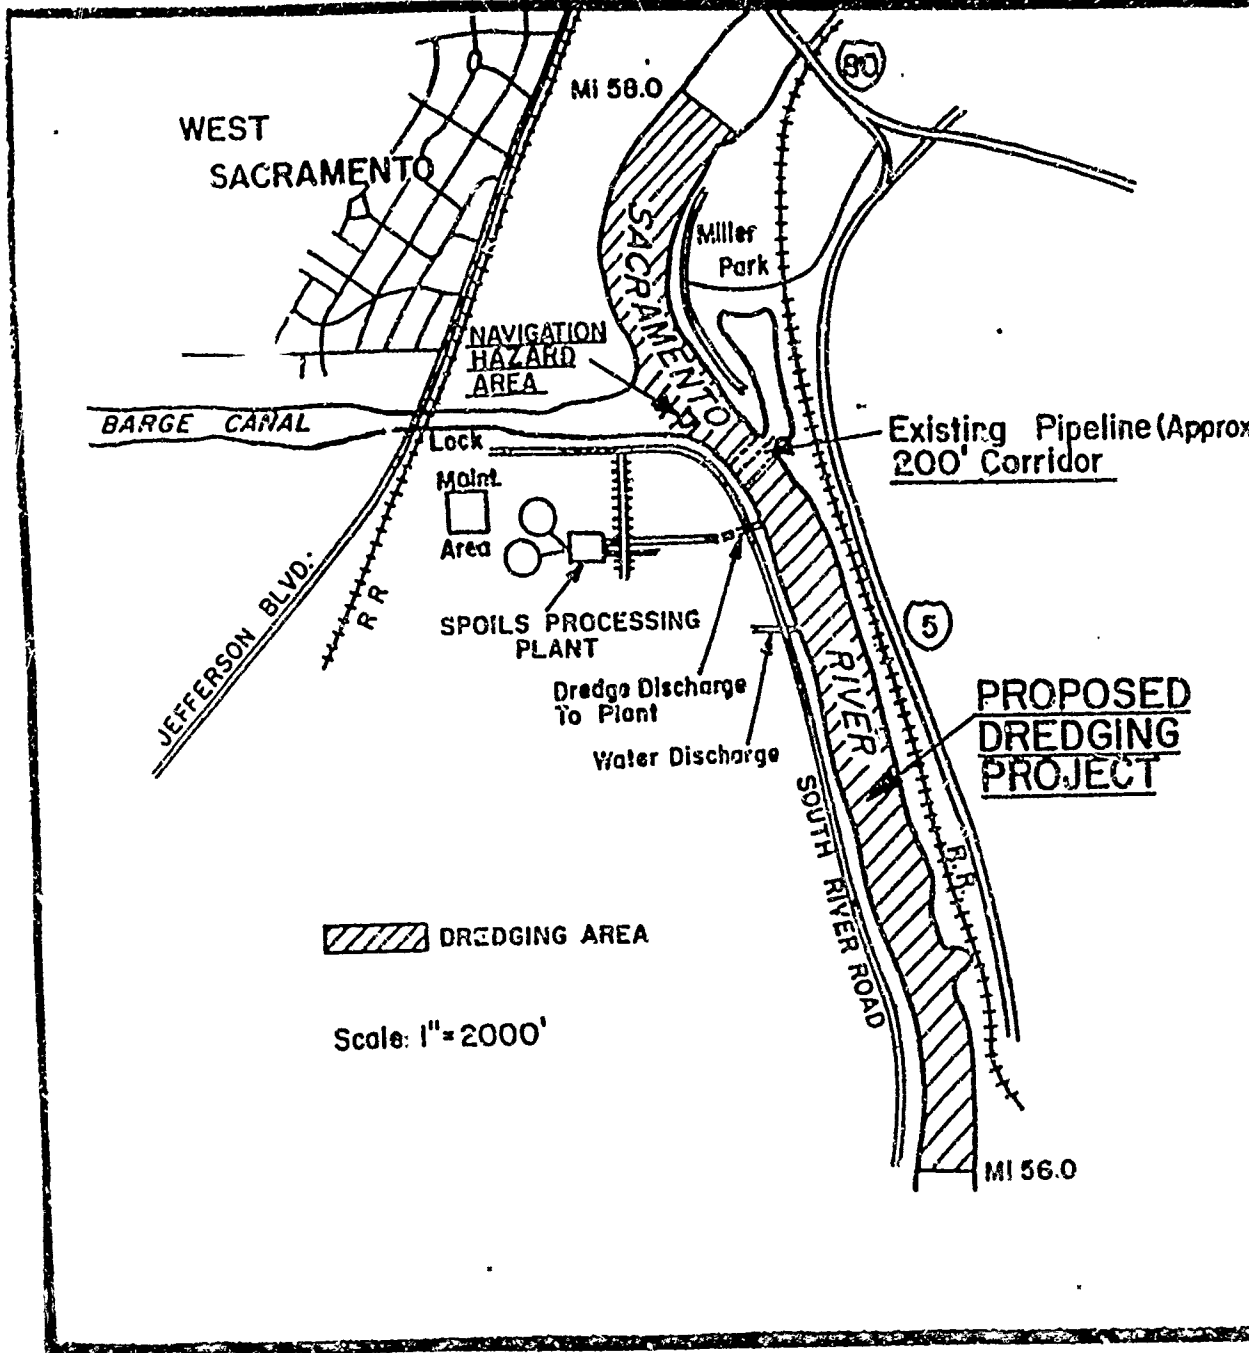 80
Mi 58.0
WEST
SACRAMENTO
SACRAMENTO
Miller
Park
NAVIGATION
HAZARD
AREA
BARGE CANAL
Lock
Existing Pipeline (Approx
200' Corridor
Maint.
Area
SPOILS PROCESSING
PLANT
5
JEFFERSON BLVD.
RR
RIVER
Dredge Discharge
To Plant
Water Discharge
PROPOSED
DREDGING
PROJECT
SOUTH RIVER ROAD
R.R.
DREDGING AREA
Scale: 1"=2000'
MI 56.0